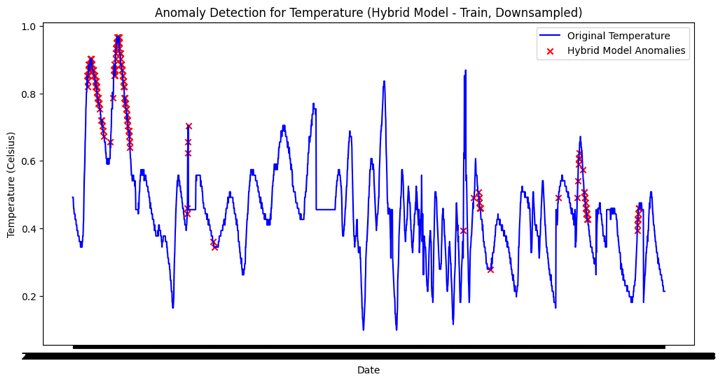 Anomaly Detection for Temperature (Hybrid Model - Train, Downsampled)
Original Temperature
Hybrid Model Anomalies
1.0
0.8
0.6
0.4
0.2
Temperature (Celsius)
Date